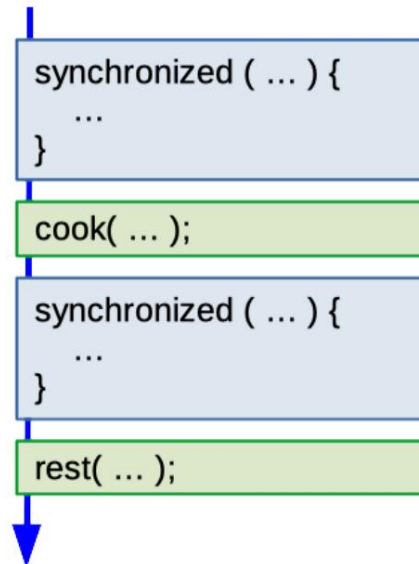 synchronized ( ... ) {
...
}
cook( ... );
synchronized ( ... ) {
...
}
rest( ... );